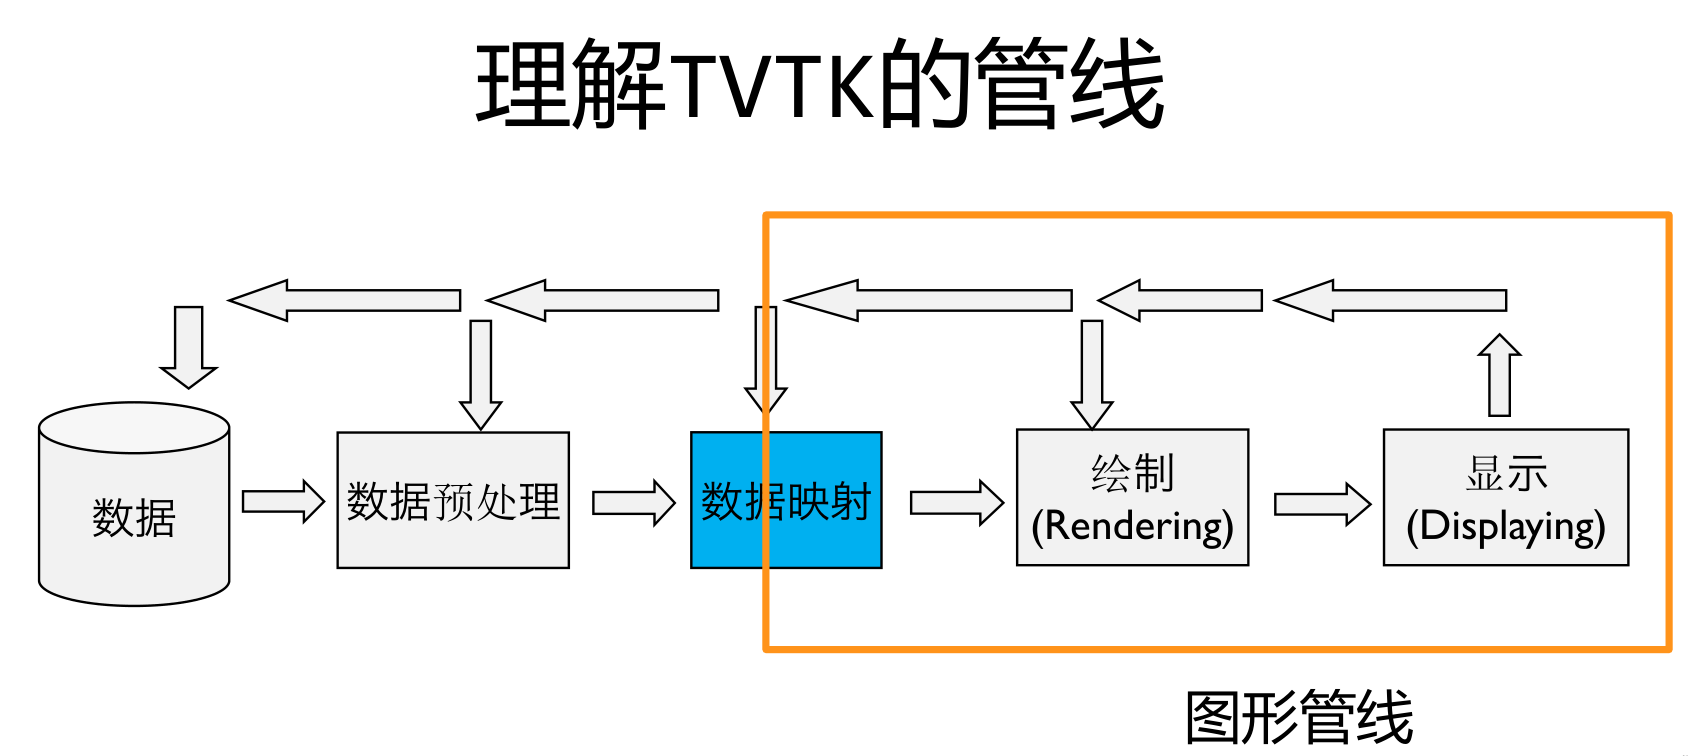 理解TVTK的管线
数据
数据预处理
数据映射
绘制
(Rendering)
显示
(Displaying)
图形管线